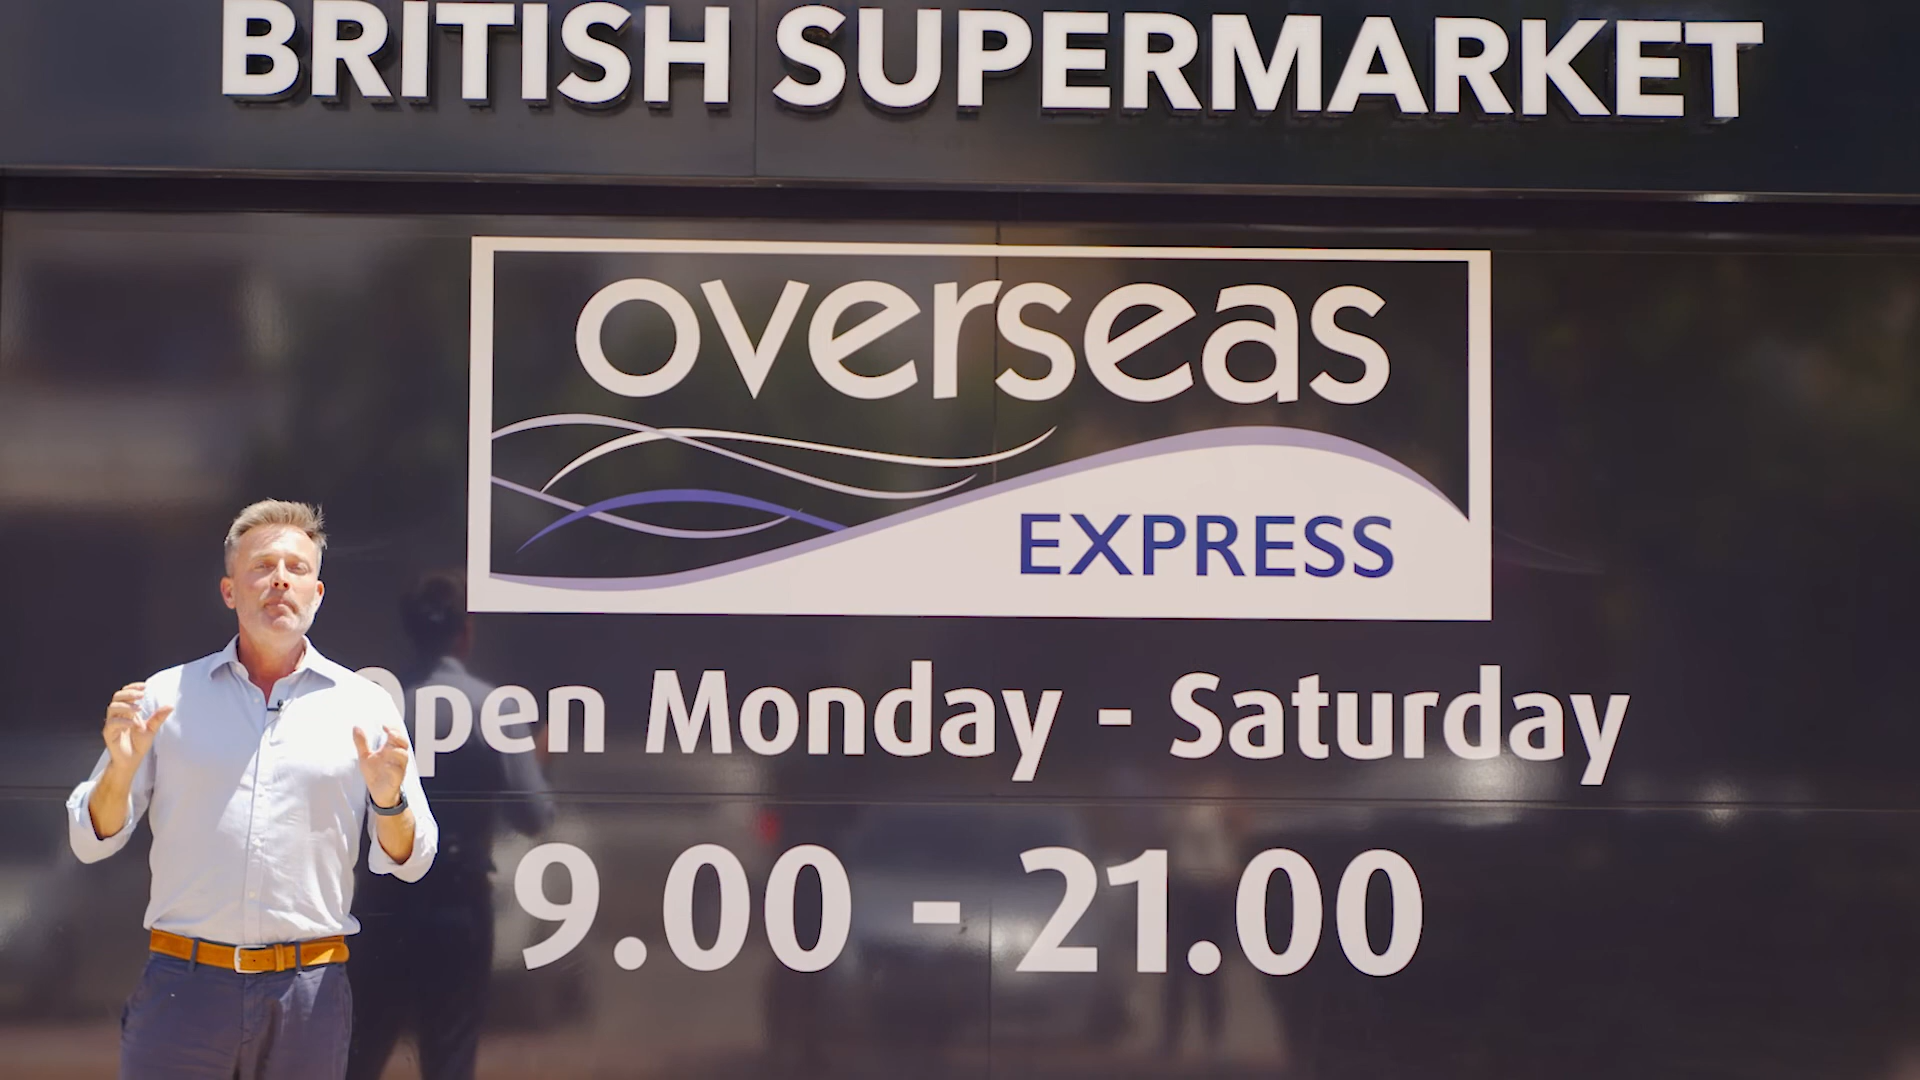 BRITISH SUPERMARKET
overseas
EXPRESS
Open Monday - Saturday
9.00 - 21.00